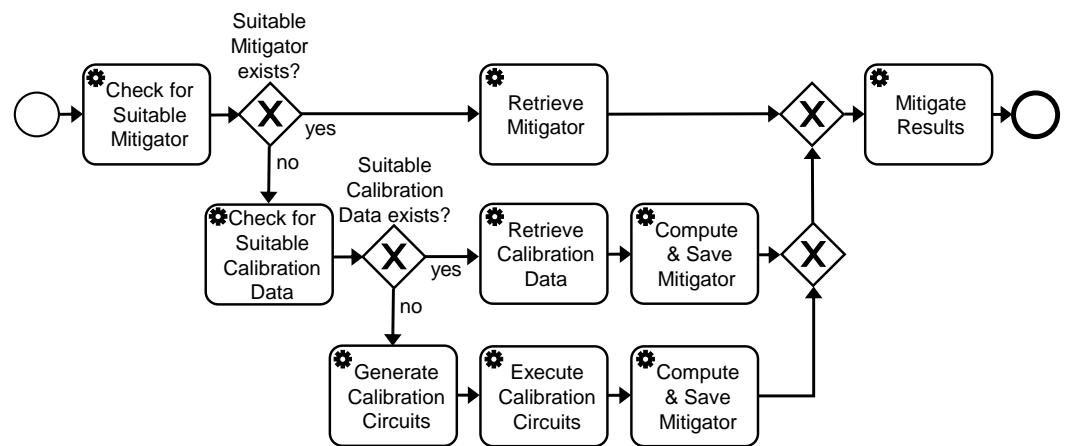 Suitable
Mitigator
exists?
Check for
Suitable
Mitigator
yes
Retrieve
Mitigator
Mitigate
Results
no
Suitable
Calibration
Data exists?
Check for
Suitable
Calibration
Data
yes
Retrieve
Calibration
Data
Compute
& Save
Mitigator
no
Generate
Calibration
Circuits
Execute
Calibration
Circuits
Compute
& Save
Mitigator